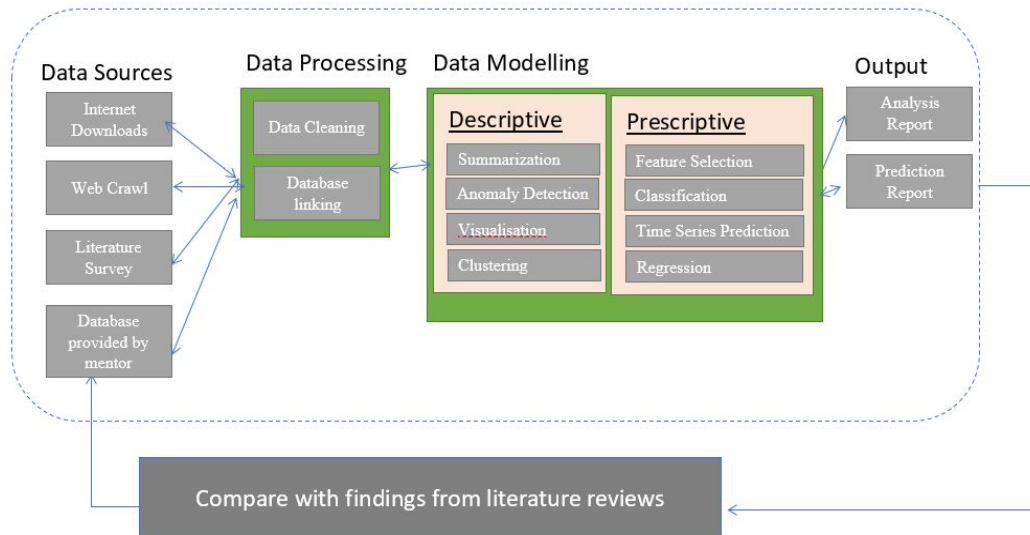 Data Sources
Internet
Downloads
Web Crawl
Literature
Survey
Database
provided by
mentor
Data Processing
Data Cleaning
Database
linking
Data Modelling
Descriptive
Summarization
Anomaly Detection
Visualisation
Clustering
Prescriptive
Feature Selection
Classification
Time Series Prediction
Regression
Output
Analysis
Report
Prediction
Report
Compare with findings from literature reviews